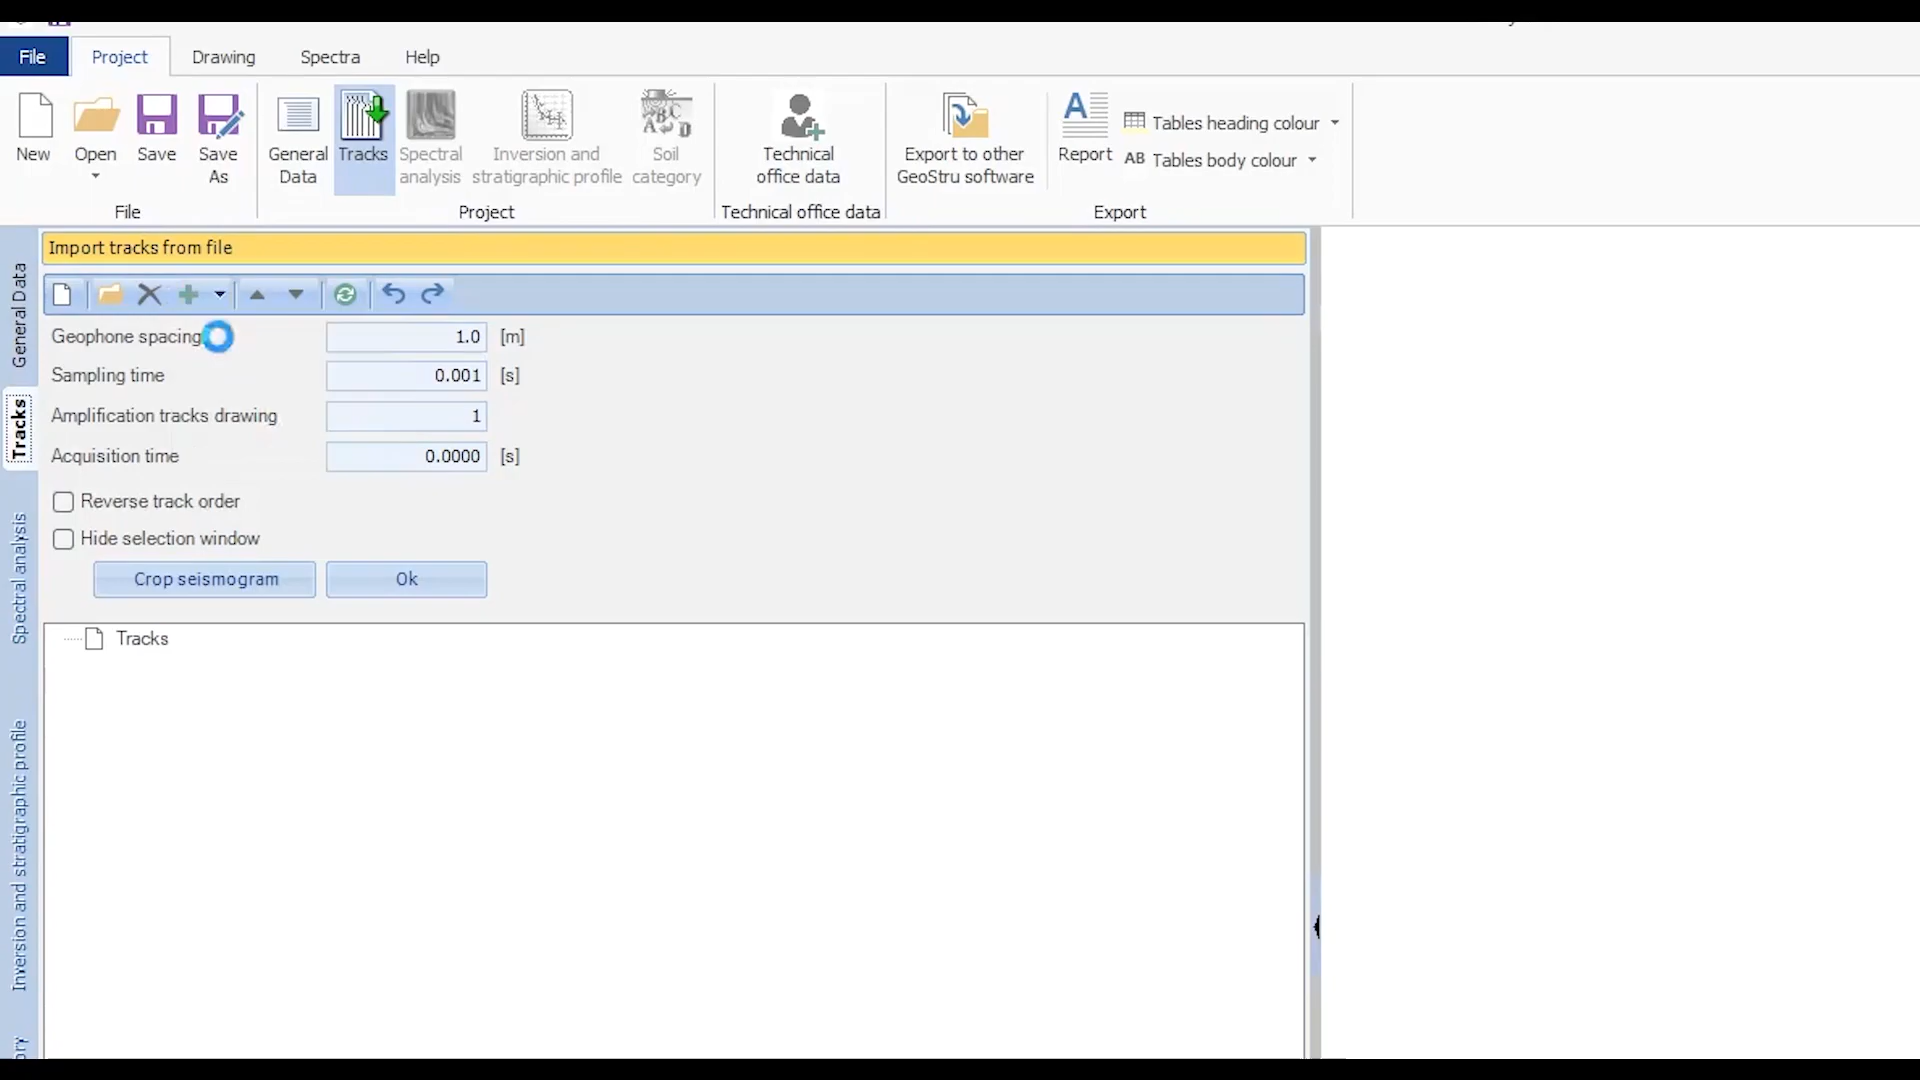 File
Project
Drawing
Spectra
Help
New
Open
Save
Save
As
General
Data
Tracks
Spectral
analysis
Inversion and
stratigraphic profile
Soil
category
Technical
office data
Export to other
GeoStru software
A
Report
Tables heading colour
AB Tables body colour
File
Project
Technical office data
Export
Import tracks from file
Geophone spacing 1.0 [m]
Sampling time 0.001 [s]
Amplification tracks drawing 1
Acquisition time 0.0000 [s]
Reverse track order
Hide selection window
Crop seismogram
Ok
Tracks
General Data
Tracks
Spectral analysis
Inversion and stratigraphic profile